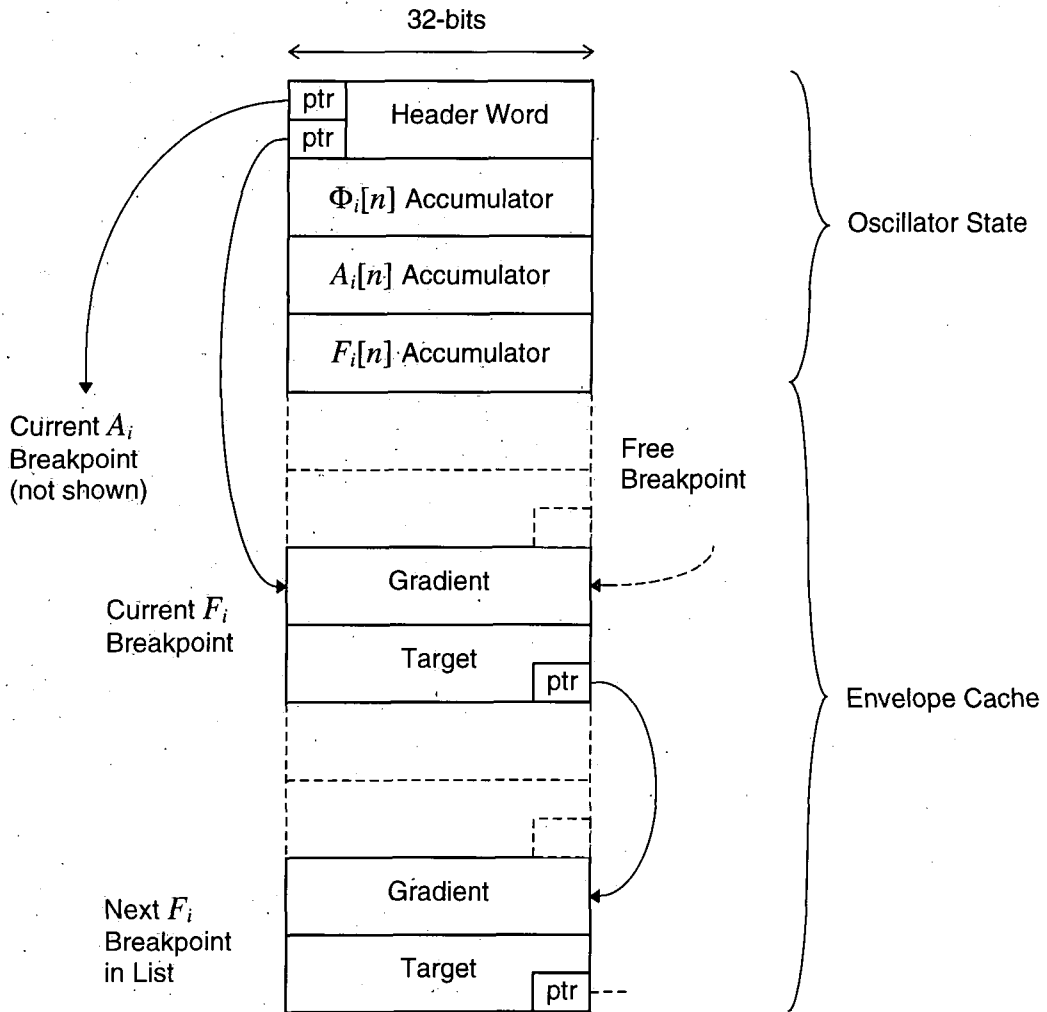 32-bits
ptr
Header Word
ptr
Φi[n] Accumulator
Ai[n] Accumulator
Fi[n] Accumulator
Oscillator State
Current Ai
Breakpoint
(not shown)
Free
Breakpoint
Gradient
Current Fi
Breakpoint
Target
ptr
Envelope Cache
Gradient
Next Fi
Breakpoint
in List
Target
ptr